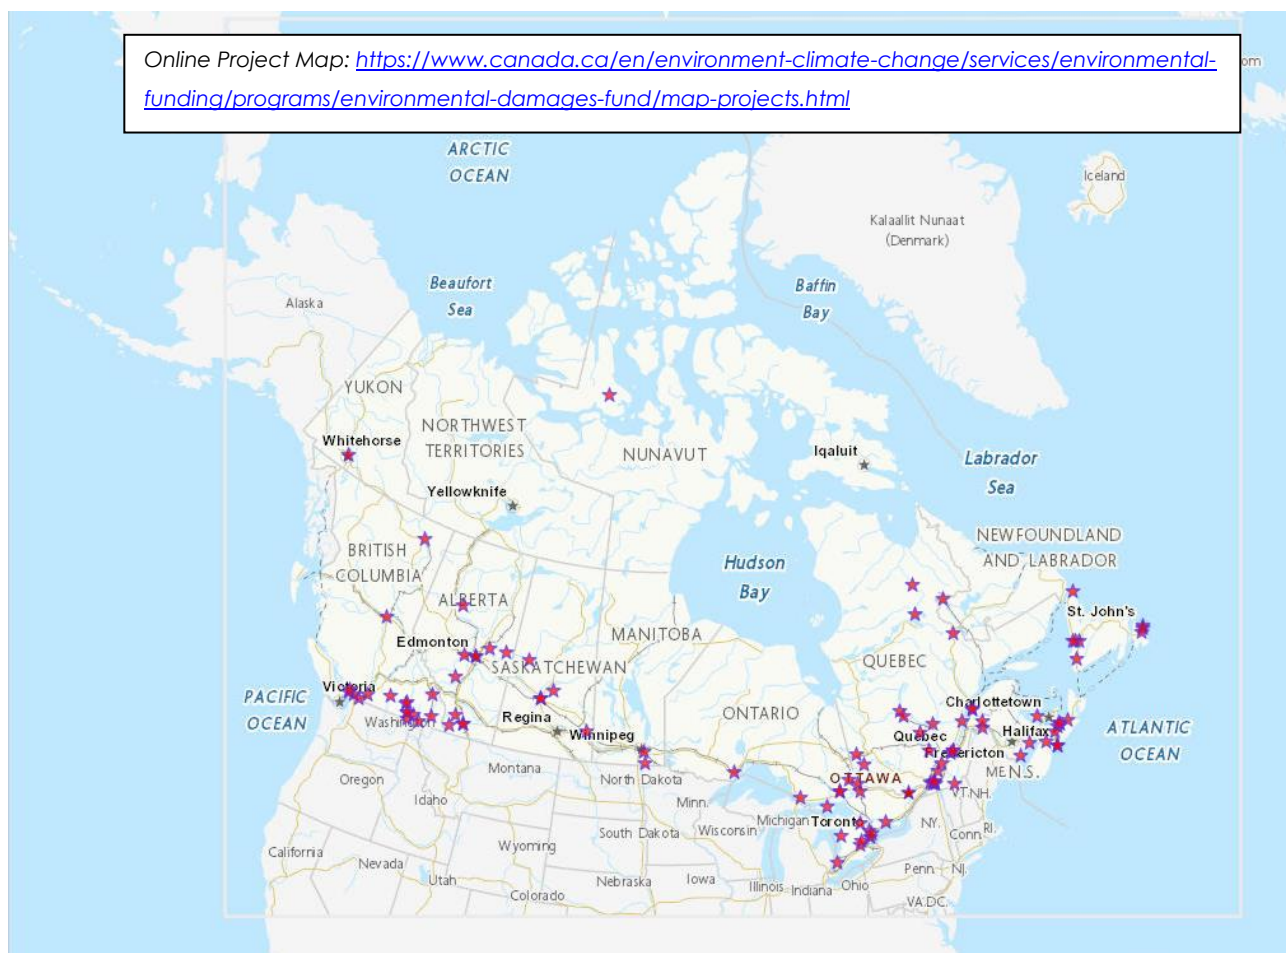 Online Project Map: https://www.canada.ca/en/environment-climate-change/services/environmental-
funding/programs/environmental-damages-fund/map-projects.html
om
ARCTIC
OCEAN
Iceland
Kalaallit Nunaat
(Denmark)
Beaufort
Sea
Baffin
Bay
Alaska
YUKON
NORTHWEST
TERRITORIES
Whitehorse
NUNAVUT
Iqaluit
Labrador
Sea
Yellowknife
NEWFOUNDLAND
AND LABRADOR
BRITISH
COLUMBIA
Hudson
Bay
ALBERTA
St. John's
Edmonton
MANITOBA
SASKATCHEWAN
QUEBEC
PACIFIC
OCEAN
Victoria
Charlottetown
Washington
Regina
Winnipeg
ONTARIO
Québec
Halifax
ATLANTIC
OCEAN
Fredericton
Montana
North Dakota
OTTAWA
ME
N.S.
Oregon
Idaho
Minn.
VT.
N.H.
Michigan
Toronto
South Dakota
Wisconsin
NY.
Conn
RI.
California
Nevada
Wyoming
Utah
Nebraska
Iowa
Illinois
Indiana
Ohio
Penn
NJ.
Colorado
VA.
DC.